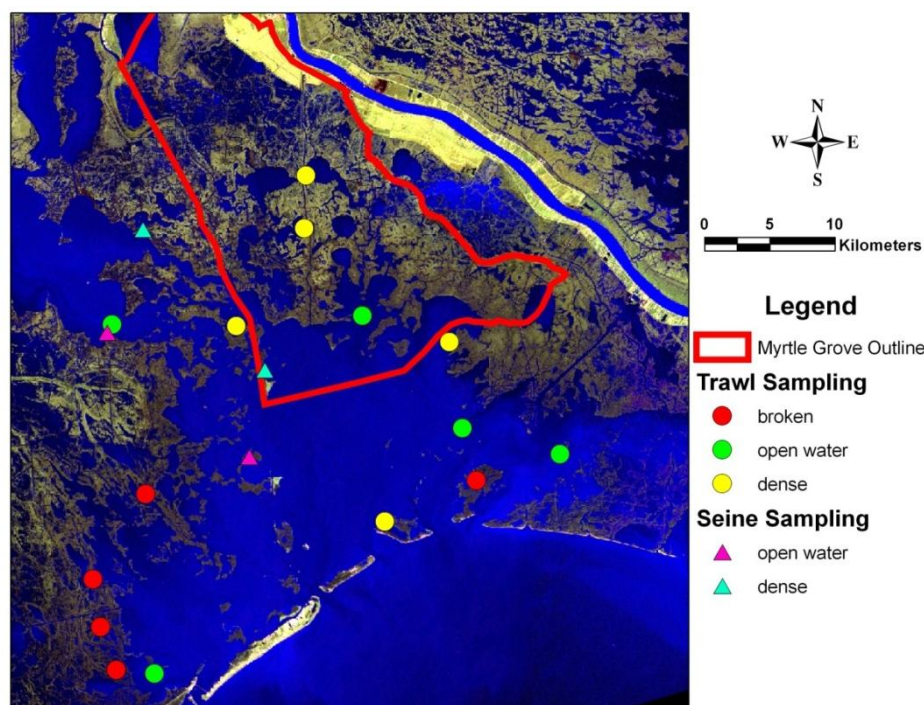 N
W E
S
0 5 10
Kilometers
Legend
Myrtle Grove Outline
Trawl Sampling
broken
open water
dense
Seine Sampling
open water
dense